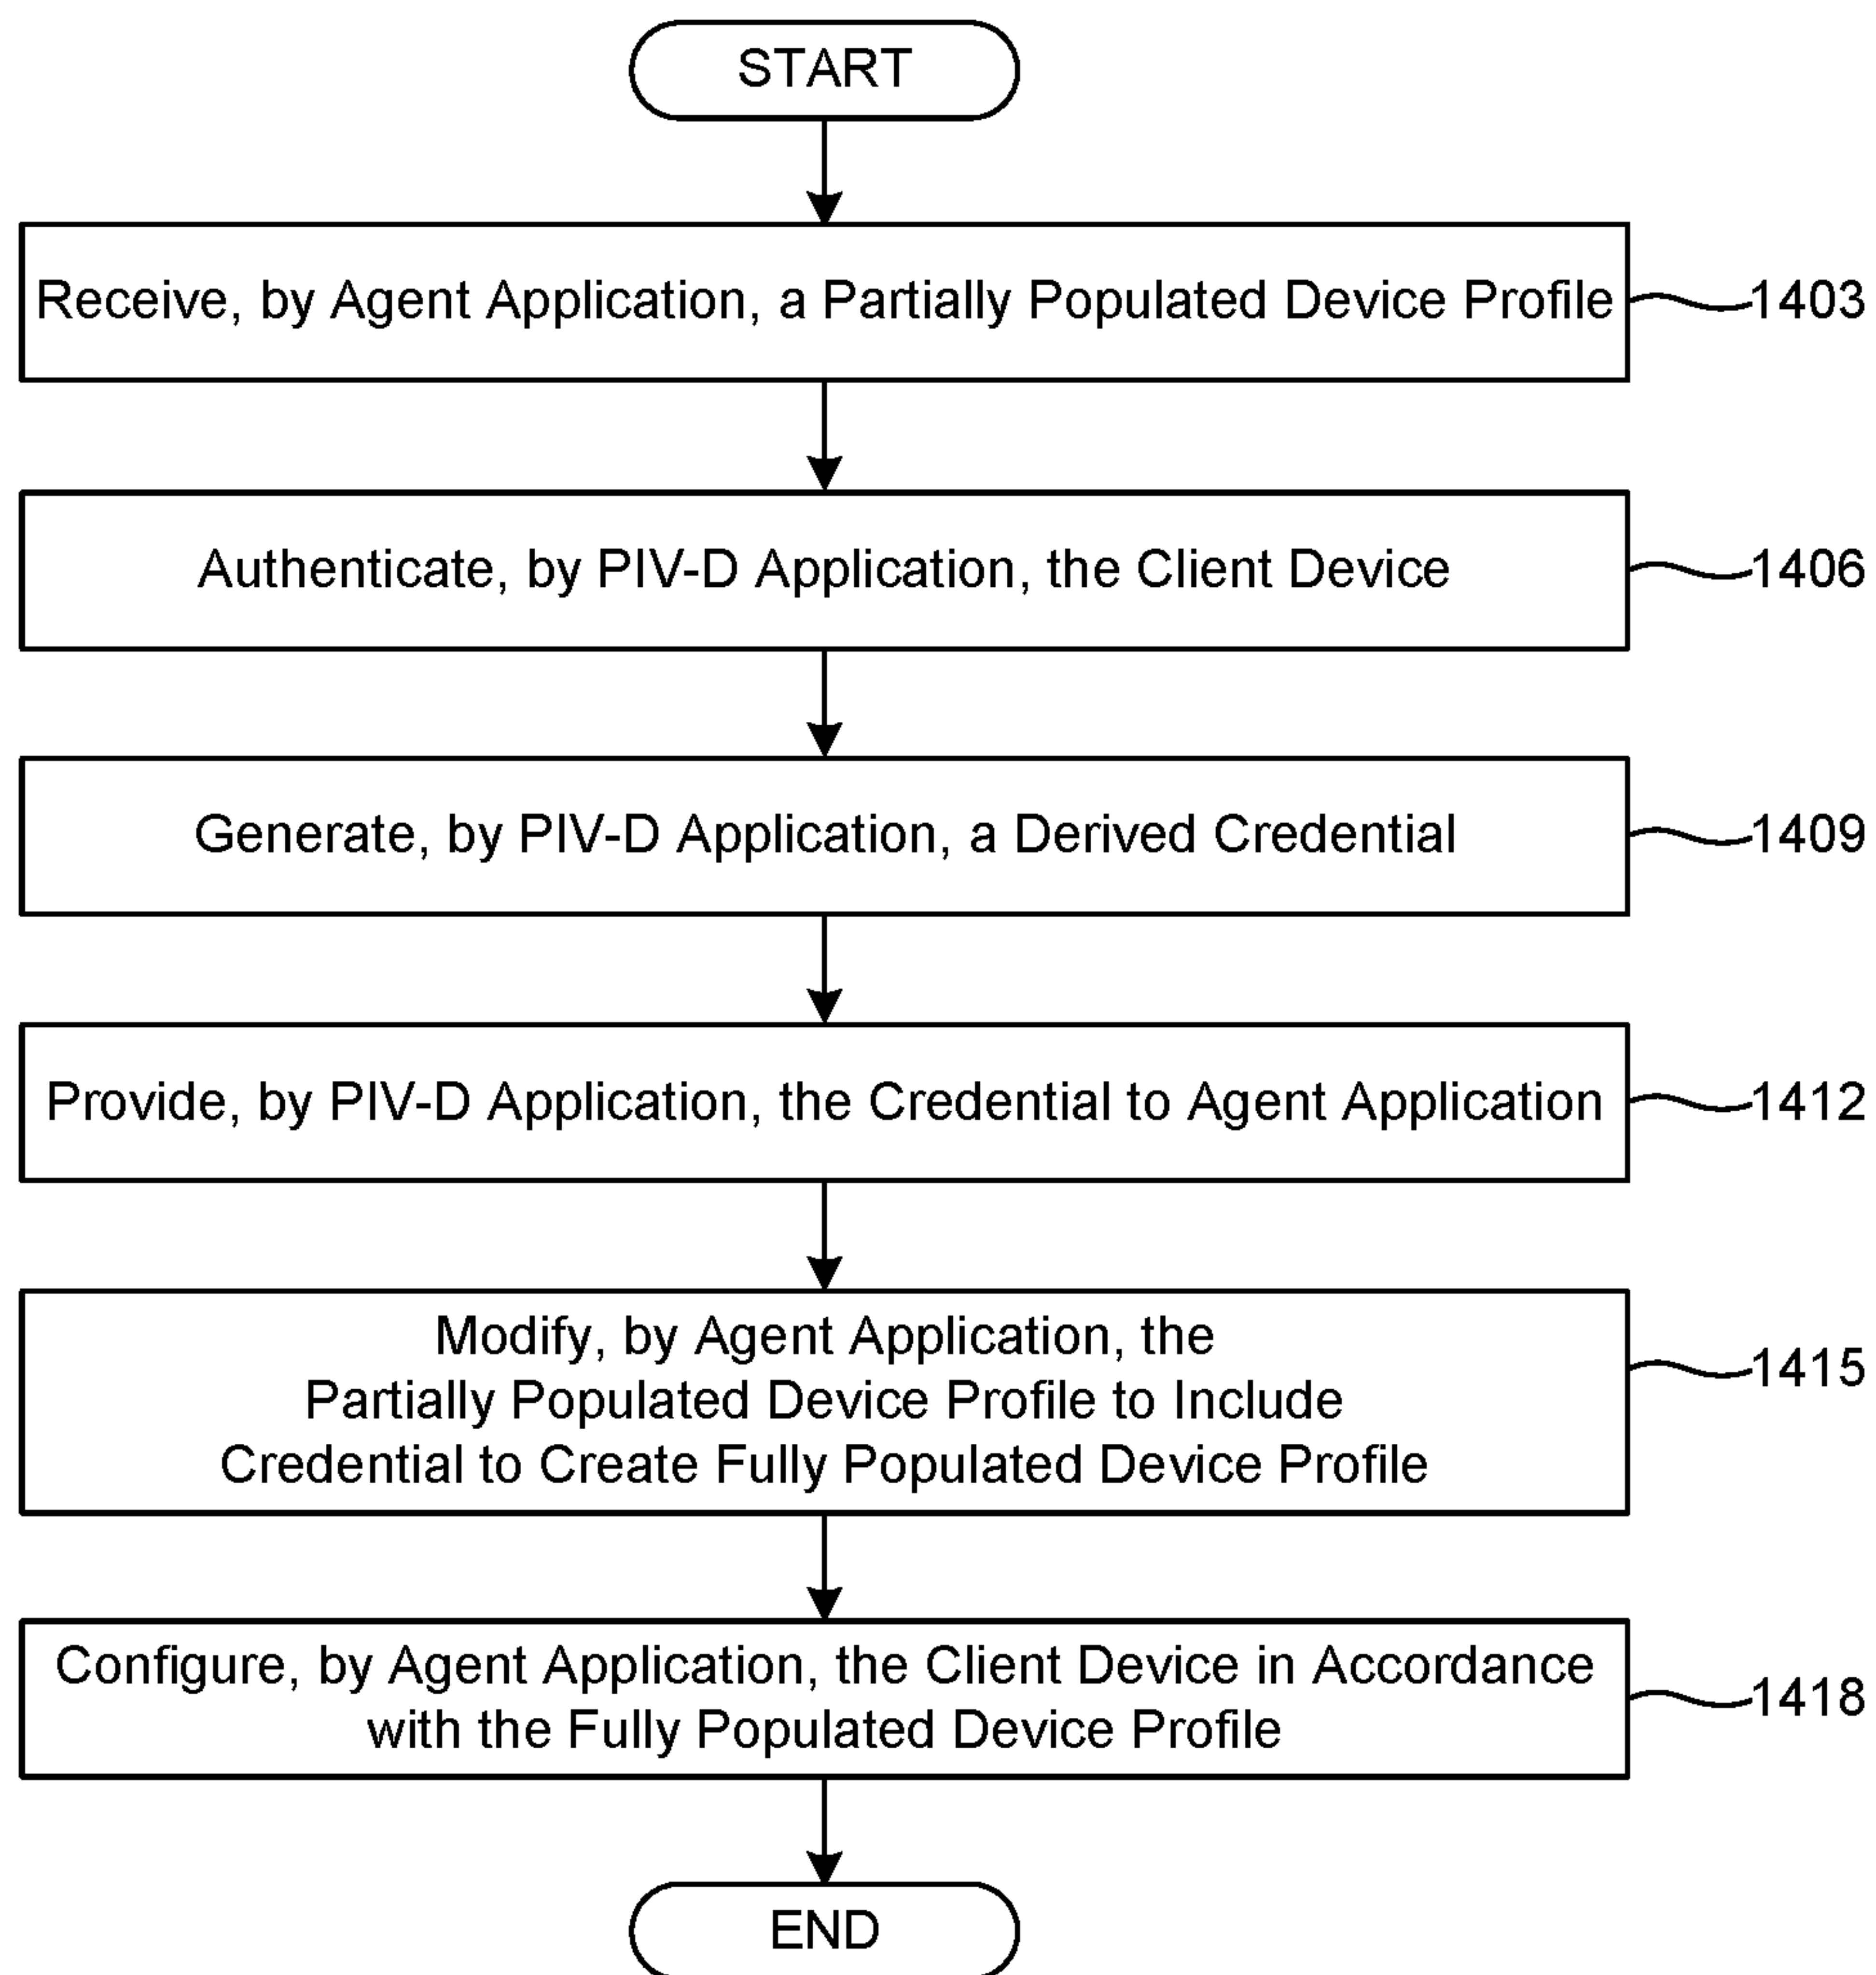 START
Receive, by Agent Application, a Partially Populated Device Profile
1403
Authenticate, by PIV-D Application, the Client Device
1406
Generate, by PIV-D Application, a Derived Credential
1409
Provide, by PIV-D Application, the Credential to Agent Application
1412
Modify, by Agent Application, the
Partially Populated Device Profile to Include
Credential to Create Fully Populated Device Profile
1415
Configure, by Agent Application, the Client Device in Accordance
with the Fully Populated Device Profile
1418
END